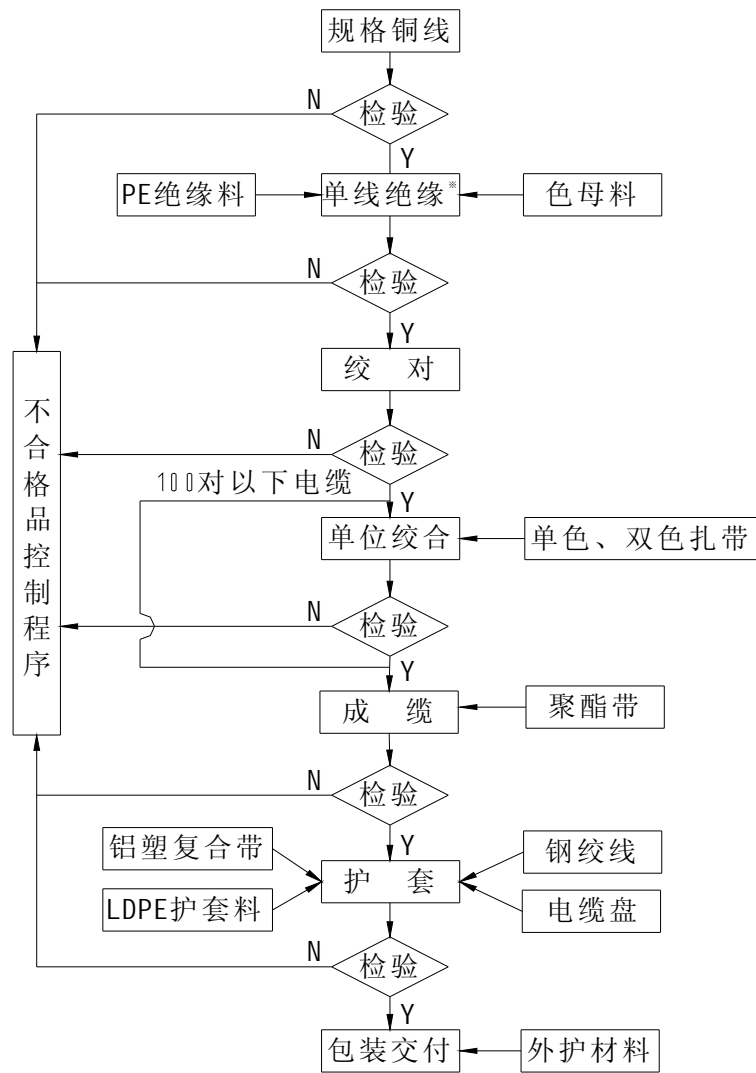 规格铜线
N
检验
Y
PE绝缘料
单线绝缘※
色母料
N
检验
Y
绞 对
不合格品控制程序
N
检验
100对以下电缆
Y
单位绞合
单色、双色扎带
N
检验
Y
成 缆
聚酯带
N
检验
Y
铝塑复合带
护 套
钢绞线
LDPE护套料
电缆盘
N
检验
Y
包装交付
外护材料